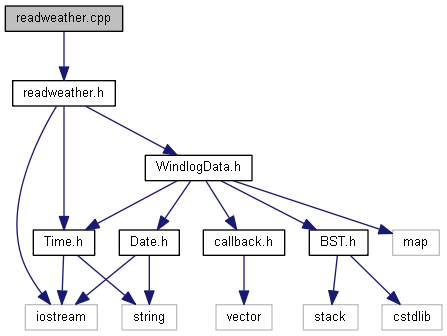 readweather.cpp
readweather.h
WindlogData.h
Time.h
Date.h
callback.h
BST.h
map
iostream
string
vector
stack
cstdlib